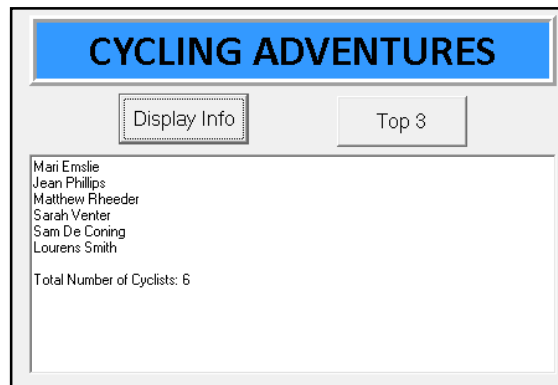 CYCLING ADVENTURES
Display Info
Top 3
Mari Emslie
Jean Phillips
Matthew Rheeder
Sarah Venter
Sam De Coning
Lourens Smith
Total Number of Cyclists: 6